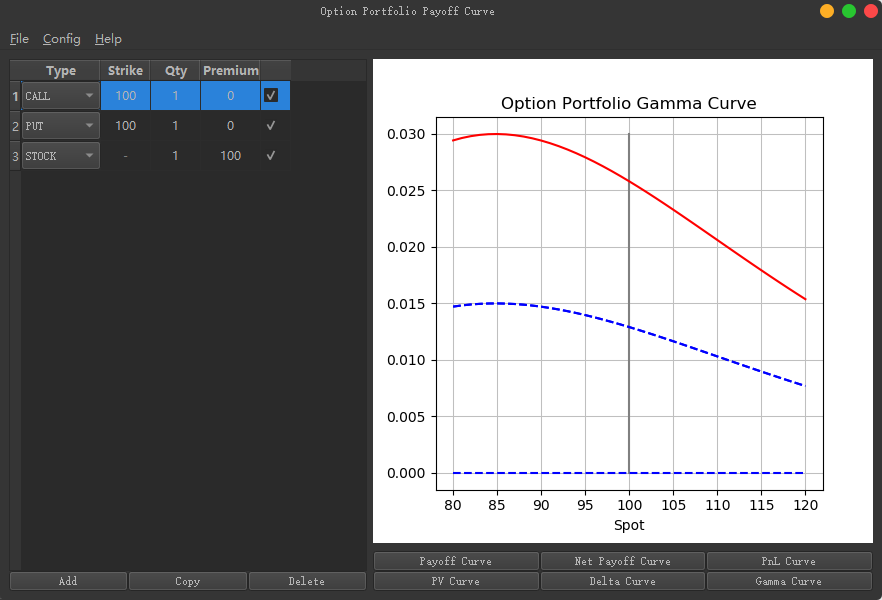 Option Portfolio Payoff Curve
File Config Help
Type Strike Qty Premium
1 CALL 100 1 0
2 PUT 100 1 0
3 STOCK - 1 100
Option Portfolio Gamma Curve
0.030
0.025
0.020
0.015
0.010
0.005
0.000
80 85 90 95 100 105 110 115 120
Spot
Payoff Curve Net Payoff Curve PnL Curve
Add Copy Delete PV Curve Delta Curve Gamma Curve